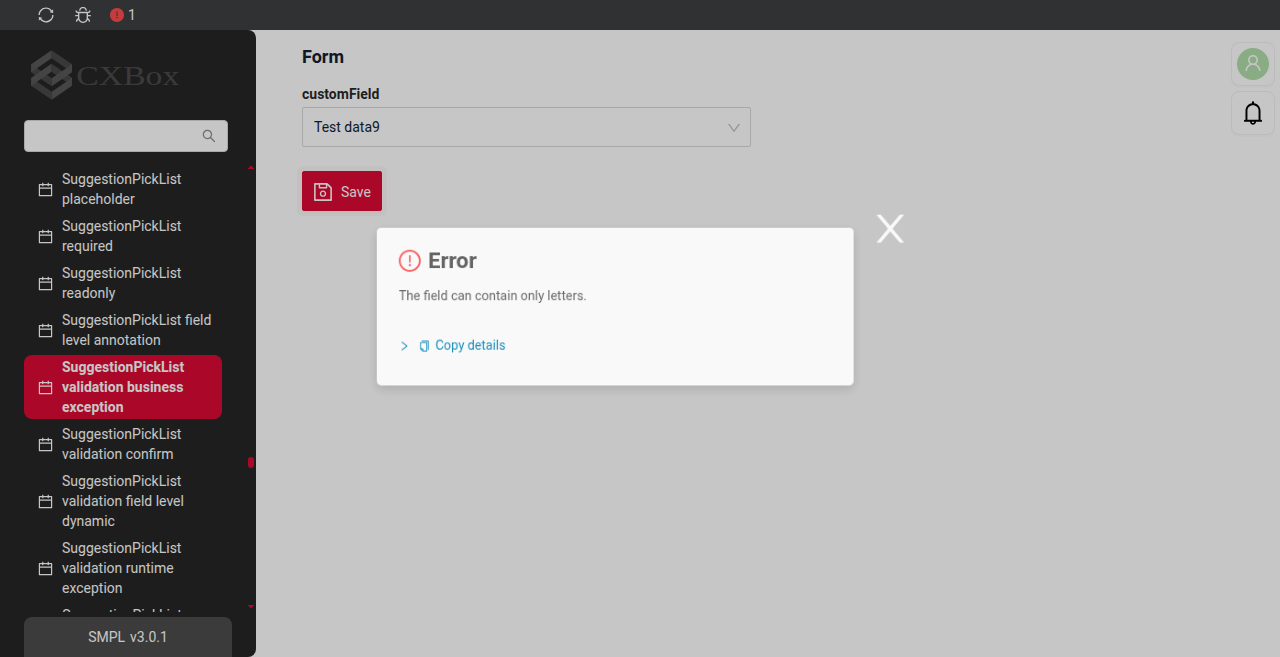 1
CXBox
SuggestionPickList
placeholder
SuggestionPickList
required
SuggestionPickList
readonly
SuggestionPickList field
level annotation
SuggestionPickList
validation business
exception
SuggestionPickList
validation confirm
SuggestionPickList
validation field level
dynamic
SuggestionPickList
validation runtime
exception
SMPL v3.0.1
Form
customField
Test data9
Save
Error
The field can contain only letters.
Copy details